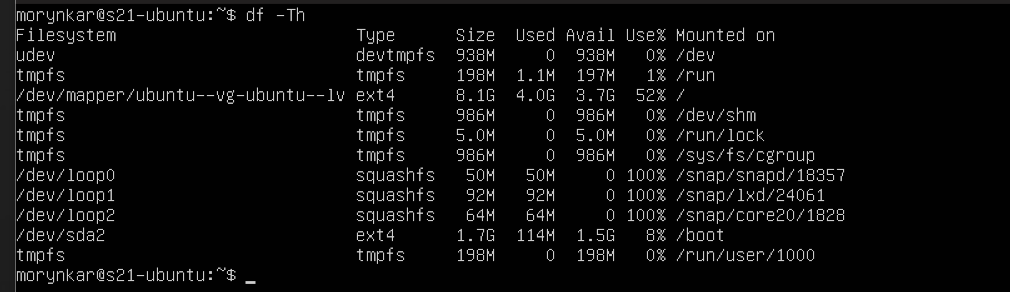 morynkar@s21-ubuntu:~$ df -Th
Filesystem                        Type      Size  Used Avail Use% Mounted on
udev                              devtmpfs  938M     0  938M   0% /dev
tmpfs                             tmpfs     198M  1.1M  197M   1% /run
/dev/mapper/ubuntu--vg-ubuntu--lv ext4      8.1G  4.0G  3.7G  52% /
tmpfs                             tmpfs     986M     0  986M   0% /dev/shm
tmpfs                             tmpfs     5.0M     0  5.0M   0% /run/lock
tmpfs                             tmpfs     986M     0  986M   0% /sys/fs/cgroup
/dev/loop0                        squashfs   50M   50M     0 100% /snap/snapd/18357
/dev/loop1                        squashfs   92M   92M     0 100% /snap/lxd/24061
/dev/loop2                        squashfs   64M   64M     0 100% /snap/core20/1828
/dev/sda2                         ext4      1.7G  114M  1.5G   8% /boot
tmpfs                             tmpfs     198M     0  198M   0% /run/user/1000
morynkar@s21-ubuntu:~$ _